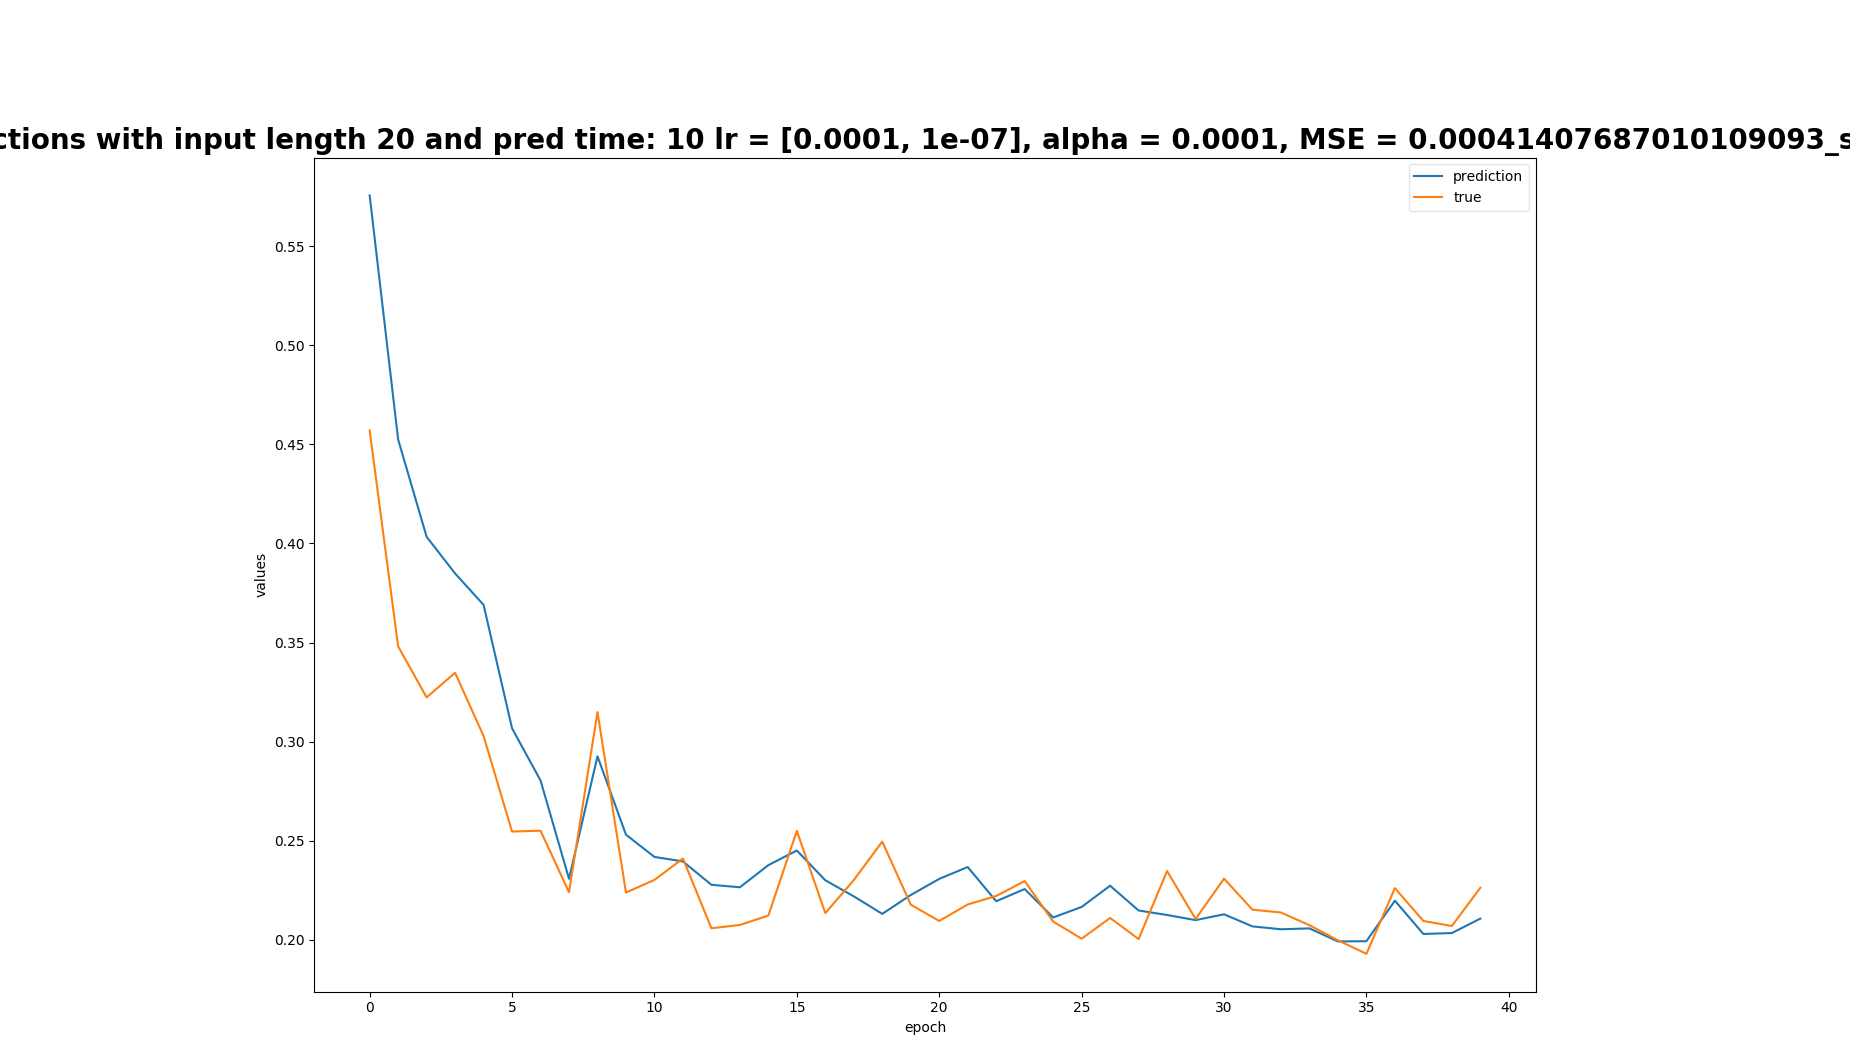 ctions with input length 20 and pred time: 10 lr = [0.0001, 1e-07], alpha = 0.0001, MSE = 0.00041407687010109093_s
prediction
true
0.55
0.50
0.45
0.40
0.35
0.30
0.25
0.20
values
0 5 10 15 20 25 30 35 40
epoch